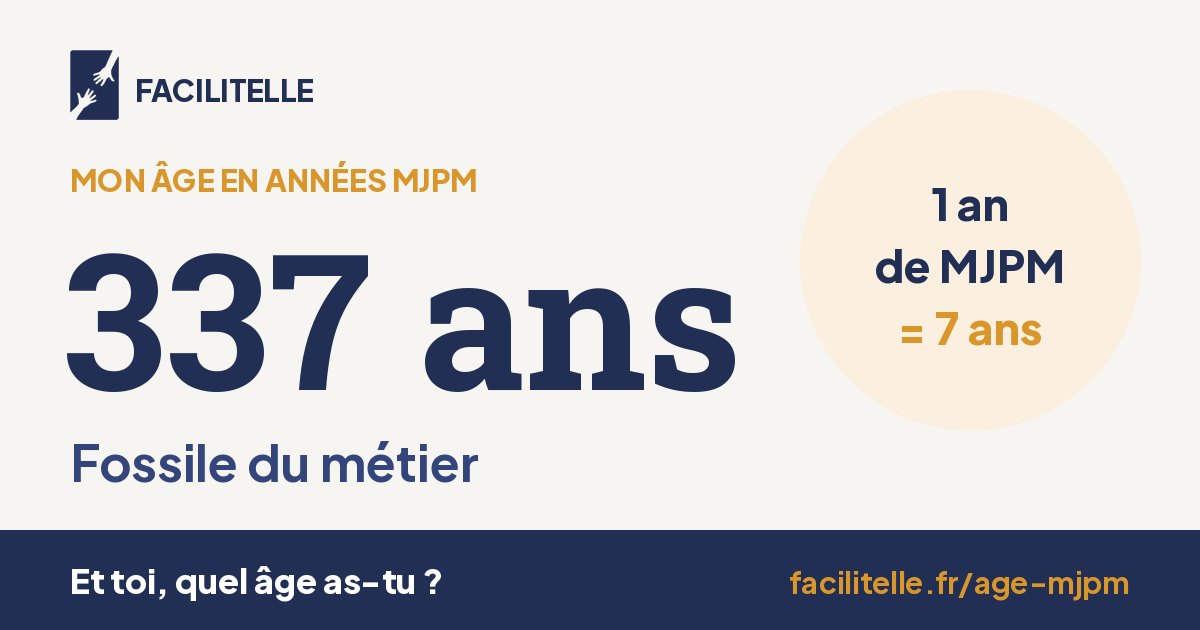 FACILITELLE
MON ÂGE EN ANNÉES MJPM
337 ans
Fossile du métier
1 an
de MJPM
= 7 ans
Et toi, quel âge as-tu ?
facilitelle.fr/age-mjpm